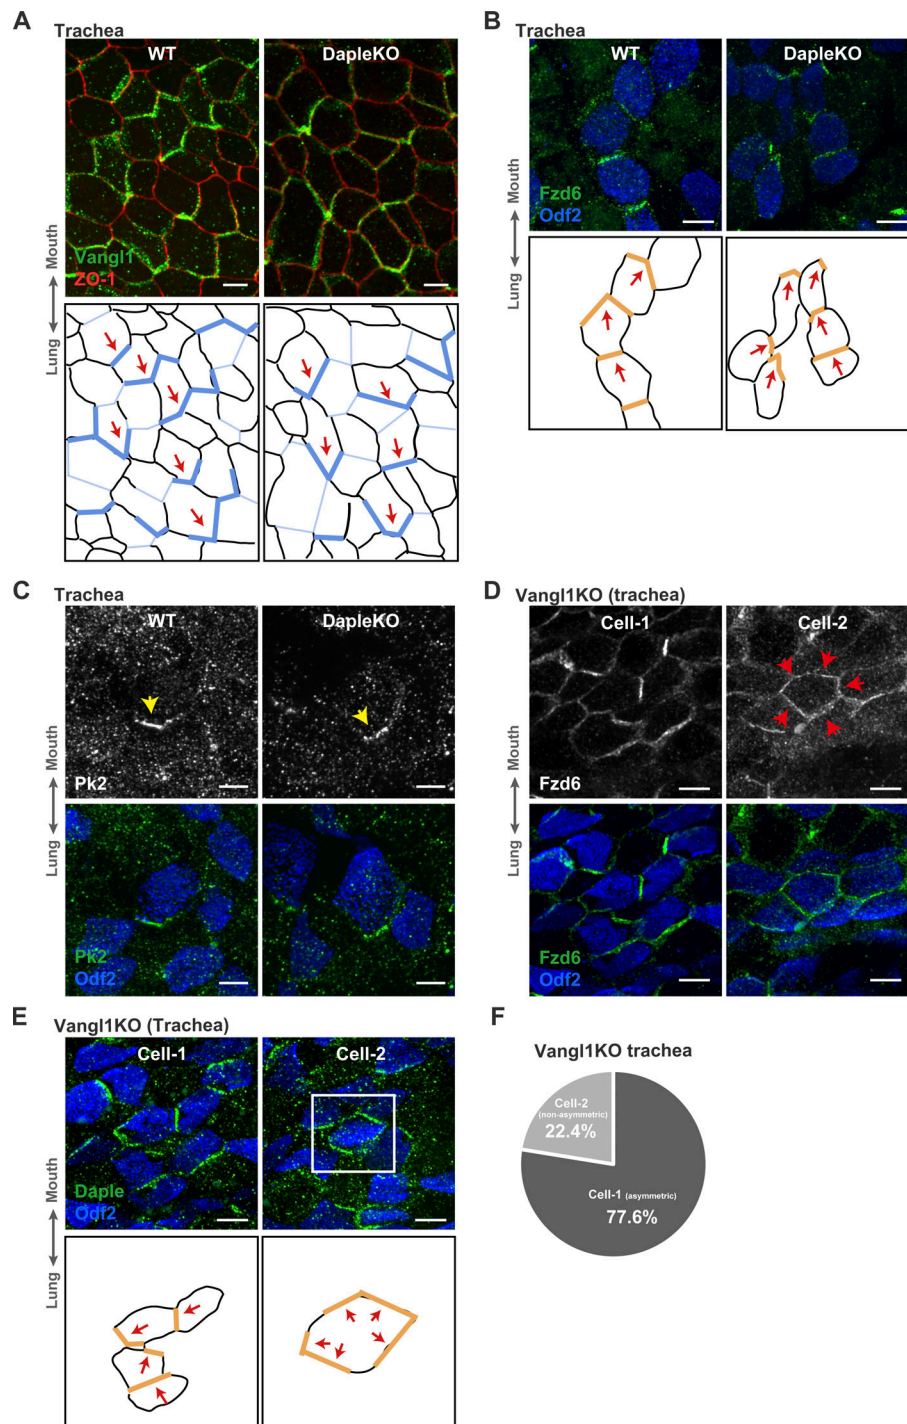 A
Trachea
WT
DapleKO
Vangl1
ZO-1
Mouth
Lung
B
Trachea
WT
DapleKO
Fzd6
Odf2
Mouth
Lung
C
Trachea
WT
DapleKO
Pk2
Pk2
Odf2
Mouth
Lung
D
Vangl1KO (trachea)
Cell-1
Cell-2
Fzd6
Fzd6
Odf2
Mouth
Lung
E
Vangl1KO (Trachea)
Cell-1
Cell-2
Daple
Odf2
Mouth
Lung
F
Vangl1KO trachea
Cell-2
(non-asymmetric)
22.4%
Cell-1 (asymmetric)
77.6%